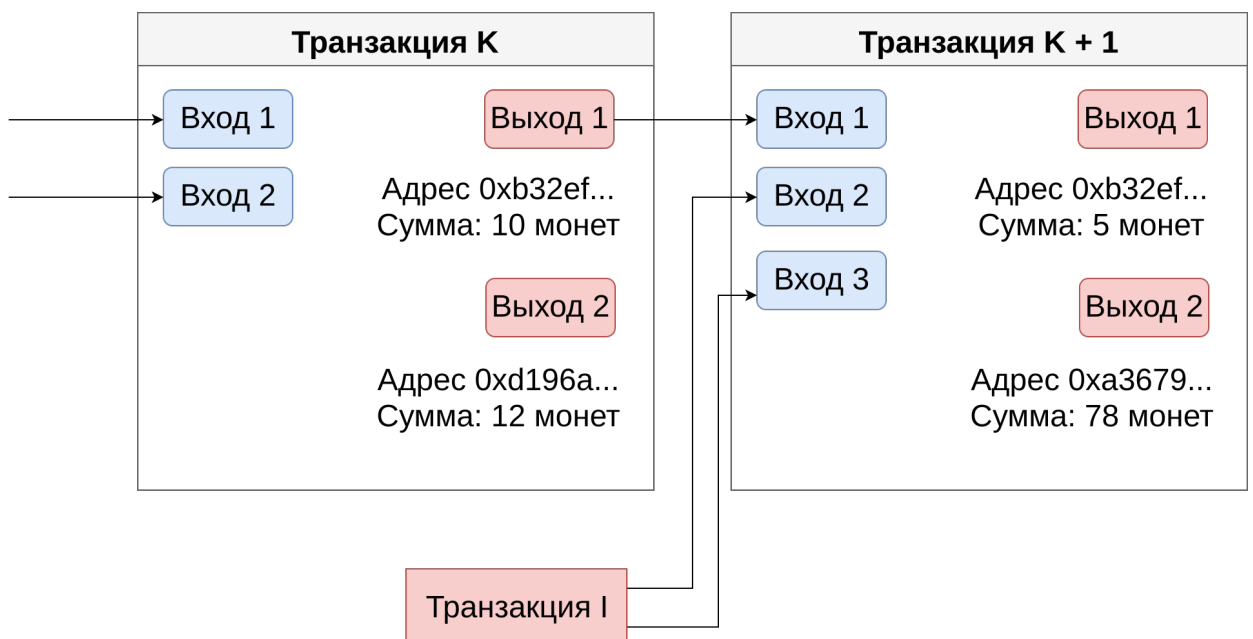 Транзакция K
Вход 1
Вход 2
Выход 1
Адрес 0xb32ef...
Сумма: 10 монет
Выход 2
Адрес 0xd196a...
Сумма: 12 монет
Транзакция K + 1
Вход 1
Вход 2
Вход 3
Выход 1
Адрес 0xb32ef...
Сумма: 5 монет
Выход 2
Адрес 0xa3679...
Сумма: 78 монет
Транзакция I